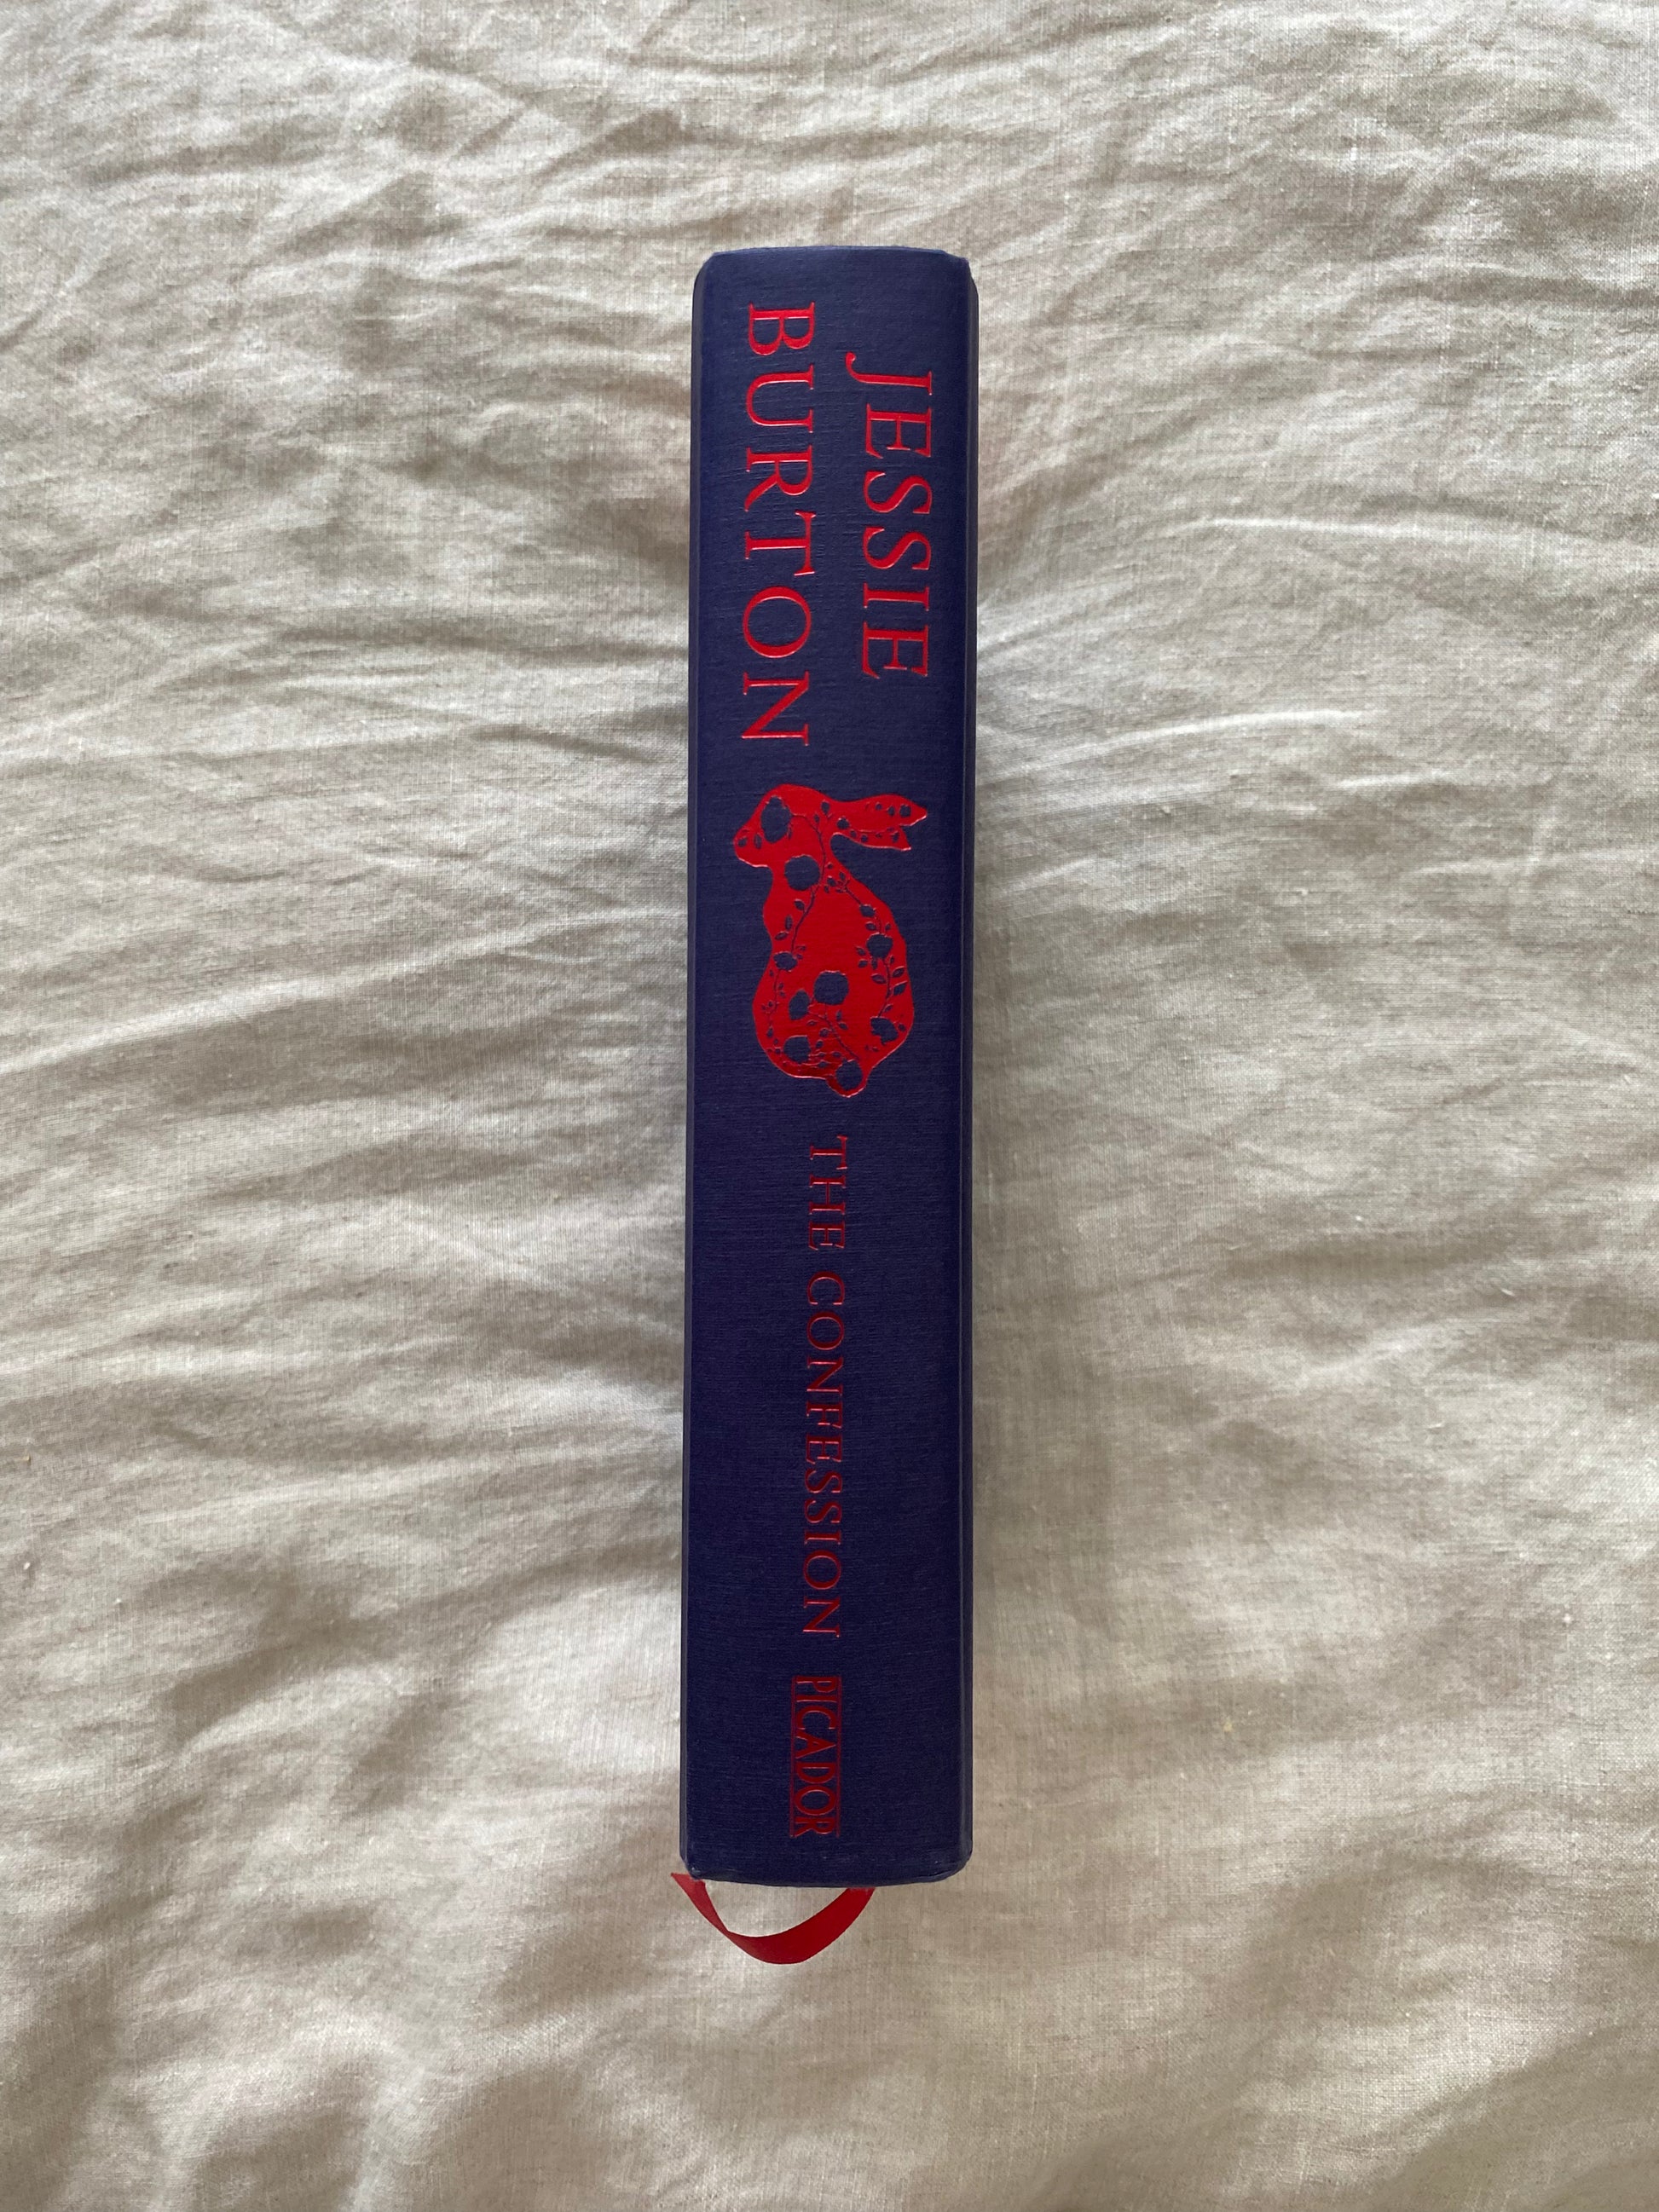 JESSIE
BURTON
THE CONFESSION
PICADOR